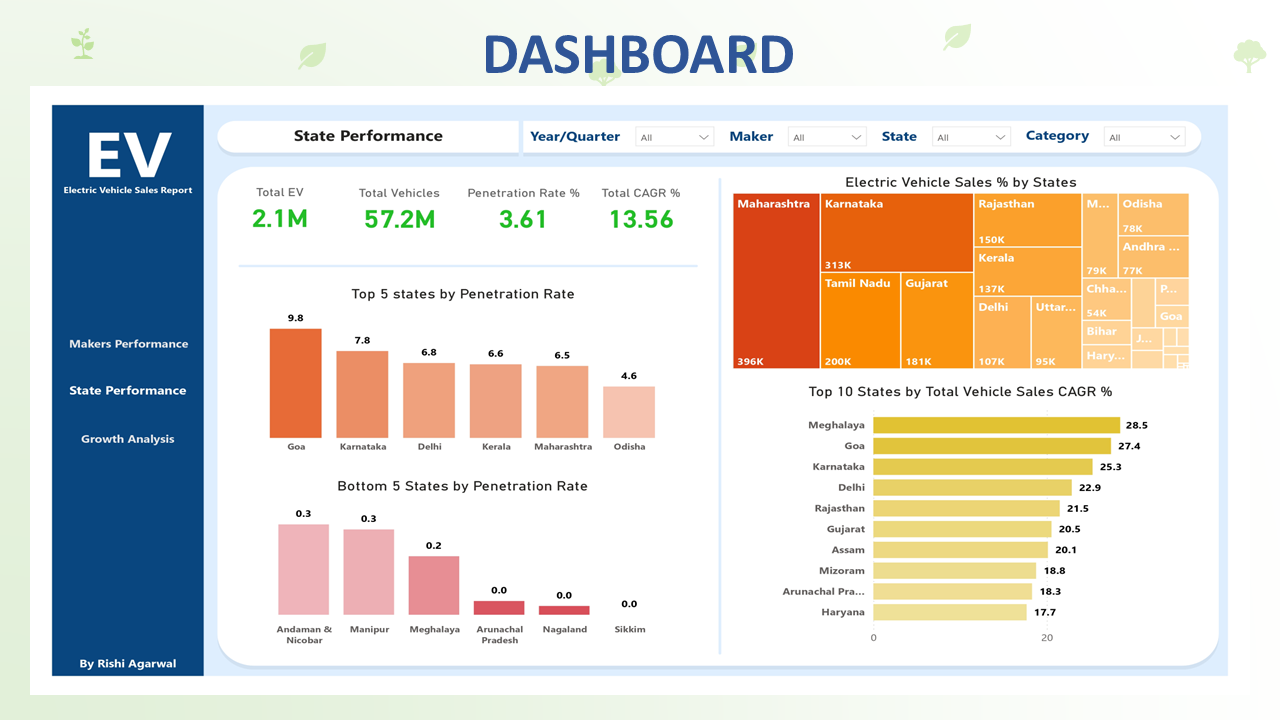 DASHBOARD
EV
Electric Vehicle Sales Report
Makers Performance
State Performance
Growth Analysis
By Rishi Agarwal
State Performance
Year/Quarter All Maker All State All Category All
Total EV Total Vehicles Penetration Rate % Total CAGR %
2.1M 57.2M 3.61 13.56
Top 5 states by Penetration Rate
9.8 7.8 6.8 6.6 6.5 4.6
Goa Karnataka Delhi Kerala Maharashtra Odisha
Bottom 5 States by Penetration Rate
0.3 0.3 0.2 0.0 0.0 0.0
Andaman & Manipur Meghalaya Arunachal Nagaland Sikkim
Nicobar Pradesh
Electric Vehicle Sales % by States
Maharashtra
396K
Karnataka
313K
Tamil Nadu
200K
Gujarat
181K
Rajasthan
150K
Kerala
137K
Delhi
107K
Uttar...
95K
M...
79K
Odisha
78K
Andhra ...
77K
Chha...
54K
Bihar
Hary...
J...
P...
Goa
Top 10 States by Total Vehicle Sales CAGR %
Meghalaya 28.5
Goa 27.4
Karnataka 25.3
Delhi 22.9
Rajasthan 21.5
Gujarat 20.5
Assam 20.1
Mizoram 18.8
Arunachal Pra... 18.3
Haryana 17.7
0 20